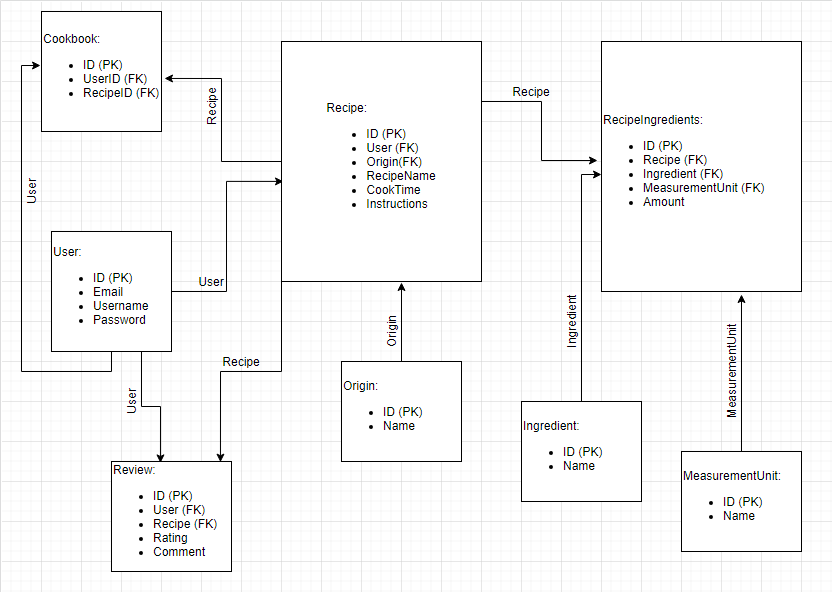 Cookbook:
ID (PK)
UserID (FK)
RecipeID (FK)
Recipe
User
Recipe:
ID (PK)
User (FK)
Origin(FK)
RecipeName
CookTime
Instructions
Recipe
RecipeIngredients:
ID (PK)
Recipe (FK)
Ingredient (FK)
MeasurementUnit (FK)
Amount
User:
ID (PK)
Email
Username
Password
User
Recipe
User
Origin
Ingredient
MeasurementUnit
Origin:
ID (PK)
Name
Ingredient:
ID (PK)
Name
MeasurementUnit:
ID (PK)
Name
Review:
ID (PK)
User (FK)
Recipe (FK)
Rating
Comment